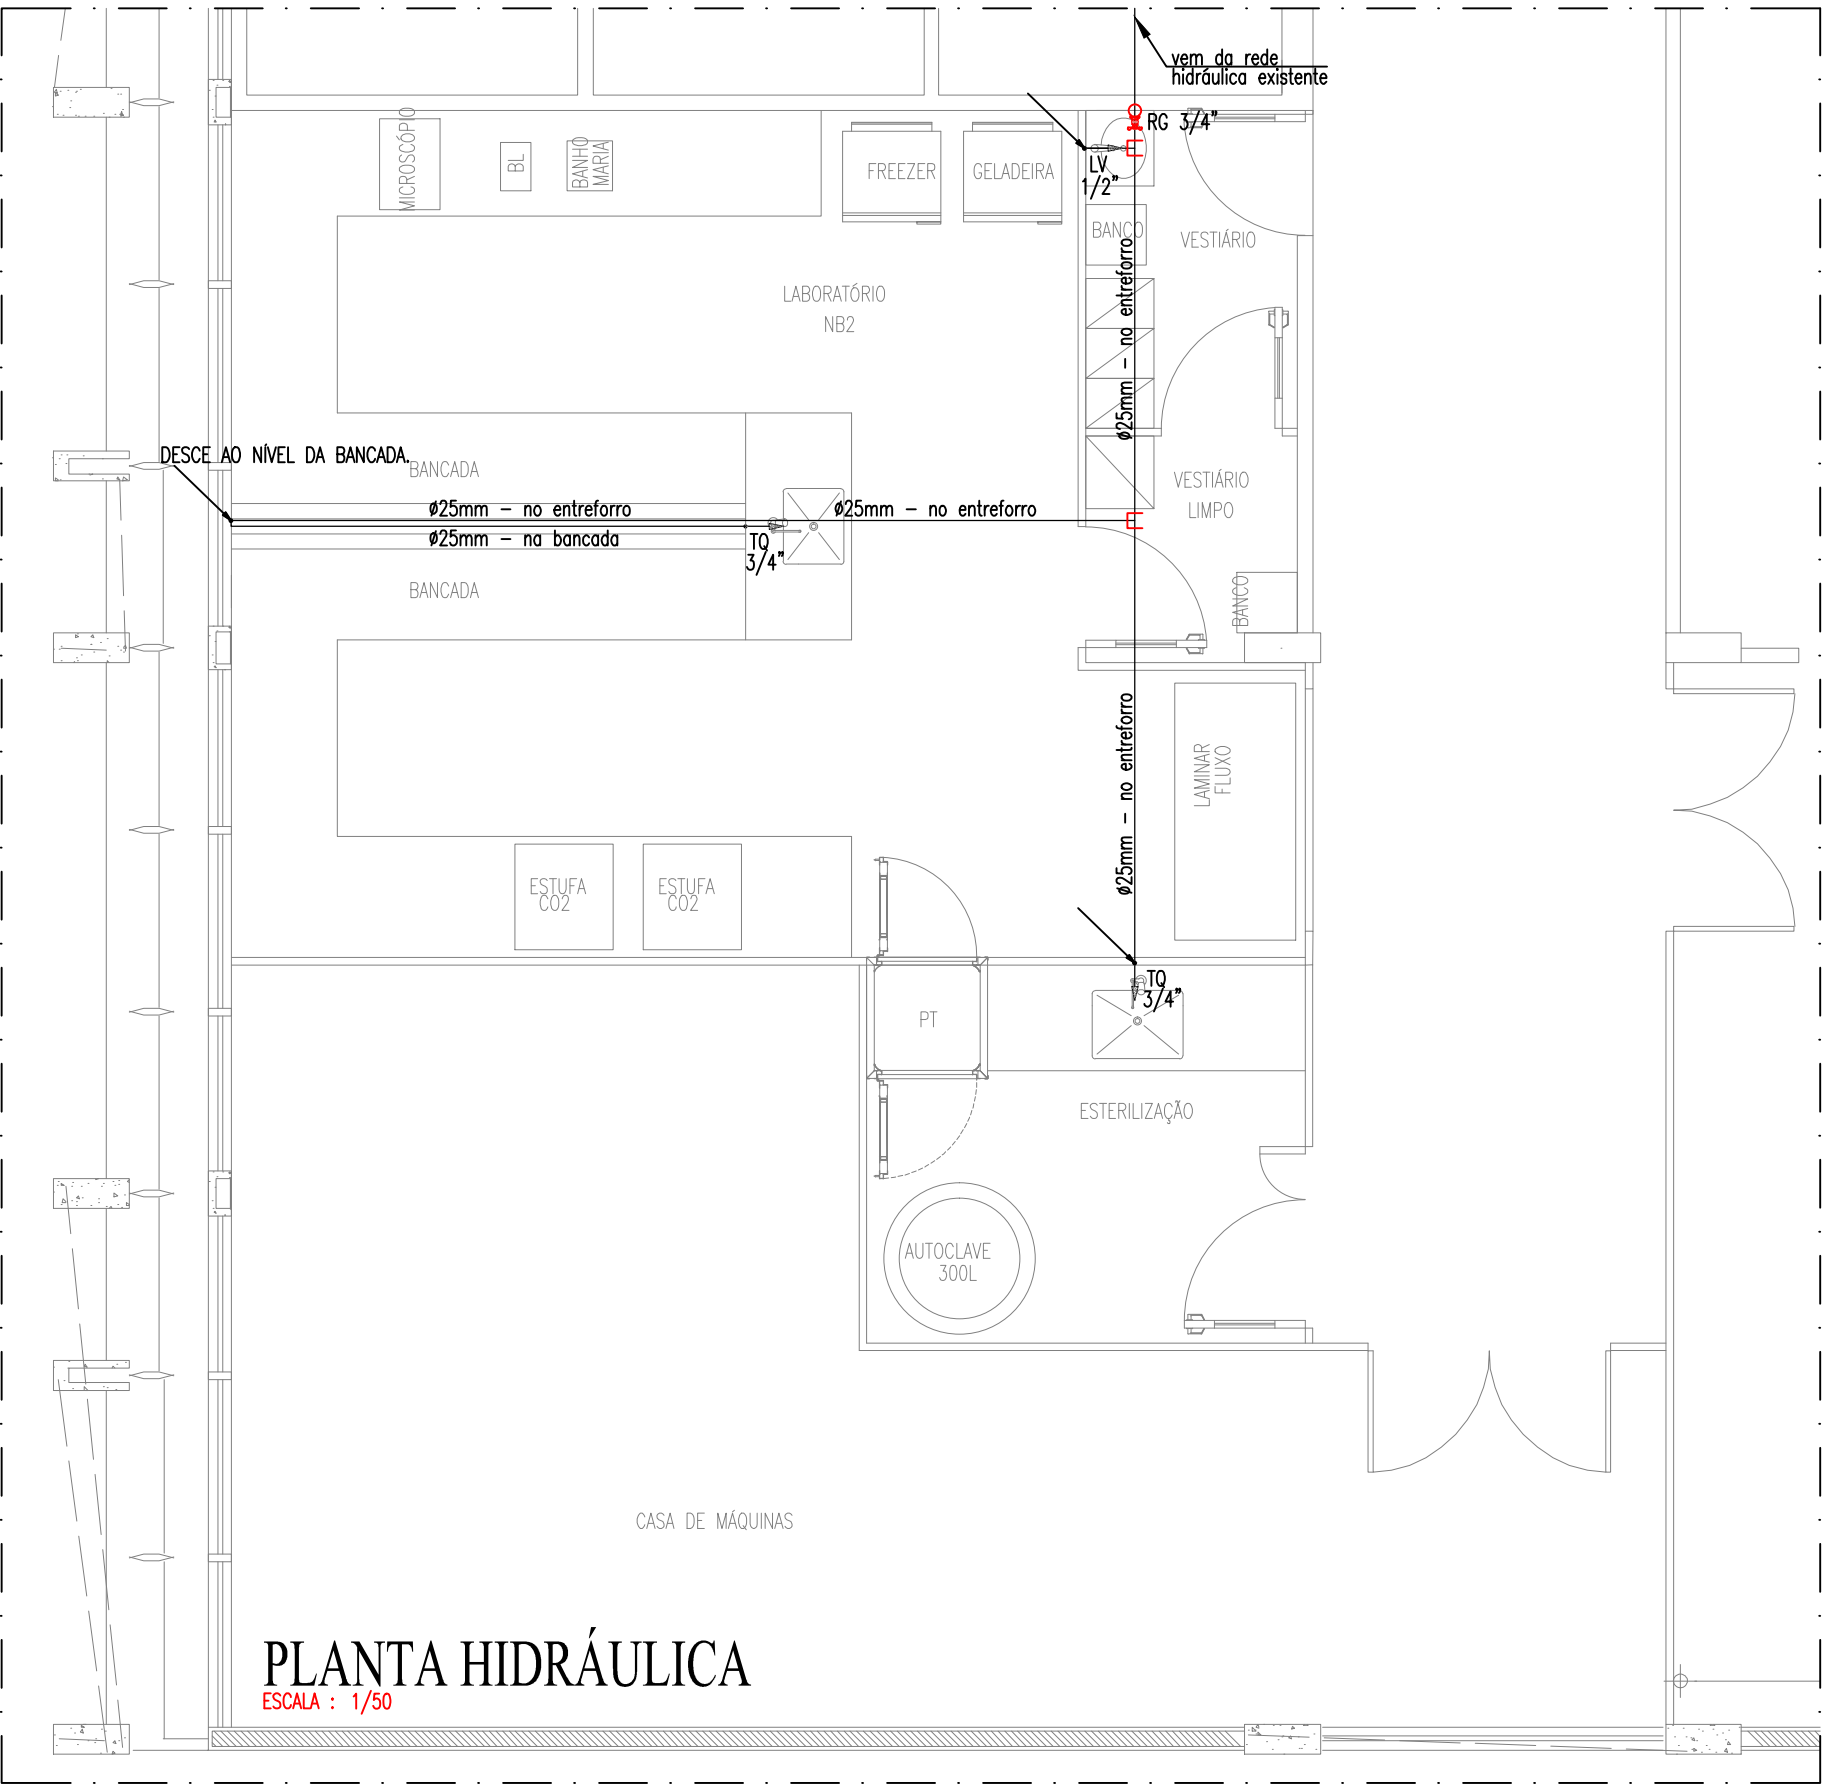 vem da rede
hidráulica existente
RG 3/4"
MICROSCÓPIO
BL
BANHO
MARIA
FREEZER
GELADEIRA
LV
1/2"
BANCO
VESTIÁRIO
LABORATÓRIO
NB2
ø25mm - no entreforro
DESCE AO NÍVEL DA BANCADA.
BANCADA
VESTIÁRIO
LIMPO
ø25mm - no entreforro
ø25mm - no entreforro
ø25mm - na bancada
TQ
3/4"
BANCADA
BANCO
LAMINAR
FLUXO
ø25mm - no entreforro
ESTUFA
CO2
ESTUFA
CO2
TQ
3/4"
PT
ESTERILIZAÇÃO
AUTOCLAVE
300L
CASA DE MÁQUINAS
PLANTA HIDRÁULICA
ESCALA : 1/50